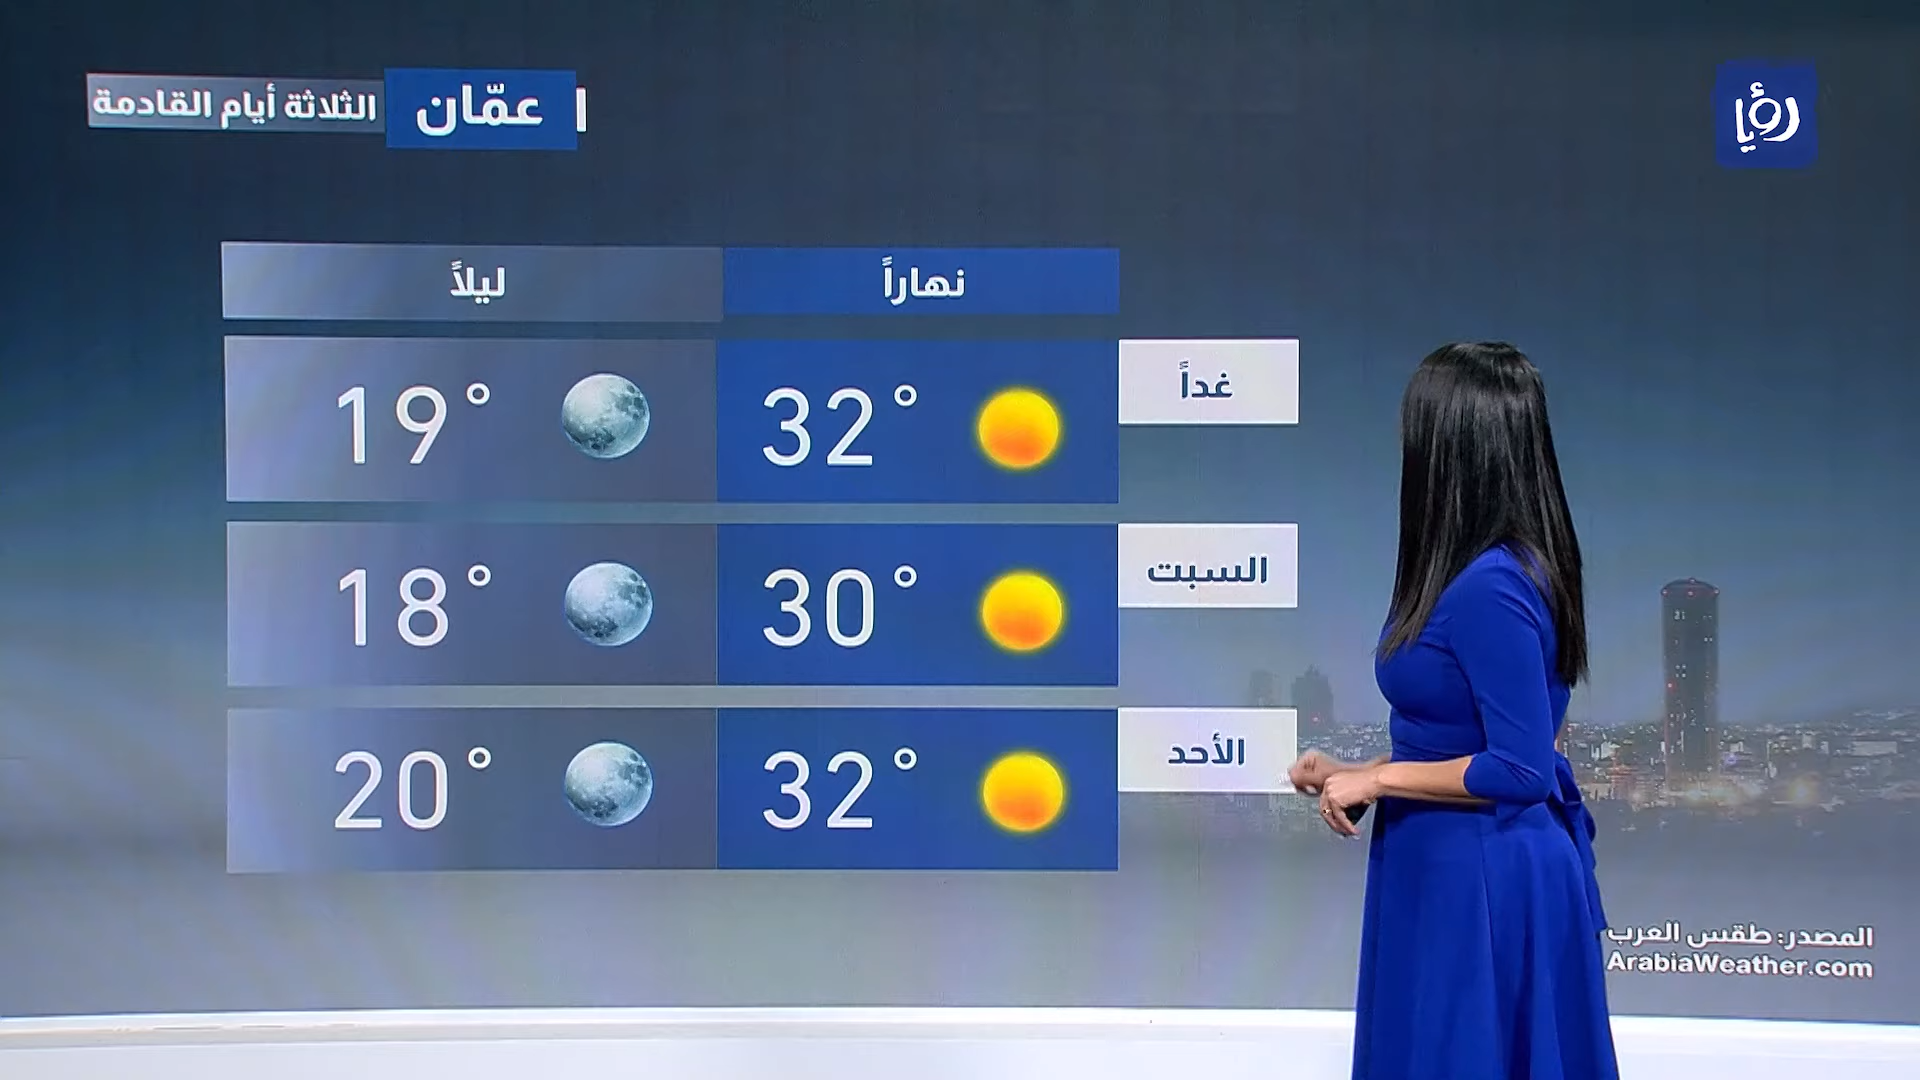 عمّان الثلاثة أيام القادمة
رؤيا
نهاراً ليلاً
غداً 32° 19°
السبت 30° 18°
الأحد 32° 20°
المصدر: طقس العرب
ArabiaWeather.com